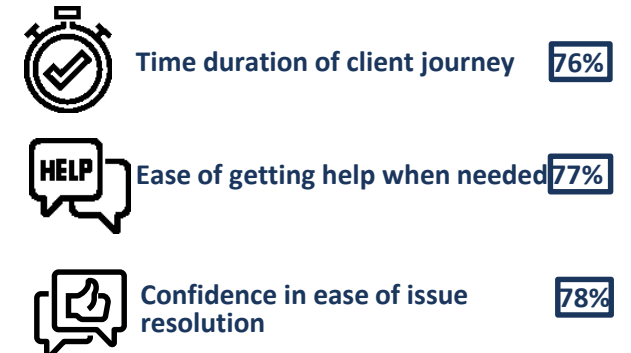 Time duration of client journey 76%
HELP
Ease of getting help when needed 77%
Confidence in ease of issue
resolution
78%